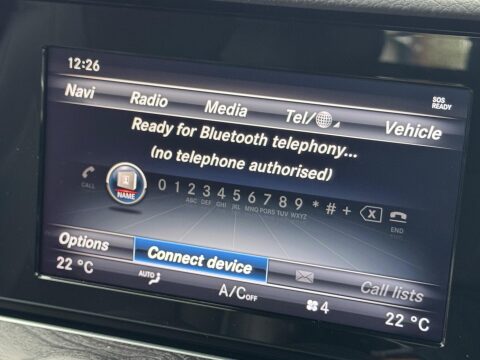 12:26
SOS READY
Navi Radio Media Tel/ Vehicle
Ready for Bluetooth telephony...
(no telephone authorised)
CALL NAME 0 1 2 3 4 5 6 7 8 9 * # + X END
ABC DEF GHI JKL MNO PQRS TUV WXYZ
Options Connect device Call lists
22 °C AUTO A/C OFF 4 22 °C